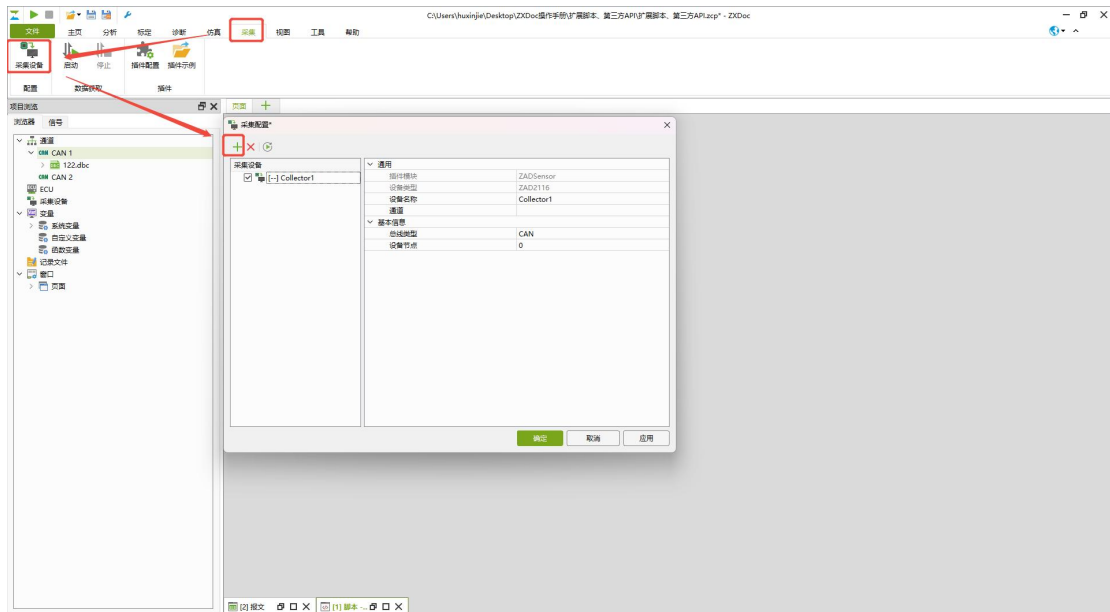 C:\Users\huxinjie\Desktop\ZXDoc操作手册\扩展脚本、第三方API\扩展脚本、第三方API.zcp* - ZXDoc
文件 主页 分析 标定 诊断 仿真 采集 视图 工具 帮助
采集设备 启动 停止 插件配置 插件示例
配置 数据获取 插件
项目浏览 页面
浏览器 信号
通道
CAN CAN 1
122.dbc
CAN CAN 2
ECU
采集设备
变量
系统变量
自定义变量
函数变量
记录文件
窗口
页面
采集配置*
采集设备
[--] Collector1
通用
插件模块 ZADSensor
设备类型 ZAD2116
设备名称 Collector1
通道
基本信息
总线类型 CAN
设备节点 0
确定 取消 应用
[2] 报文 [1] 脚本 -...